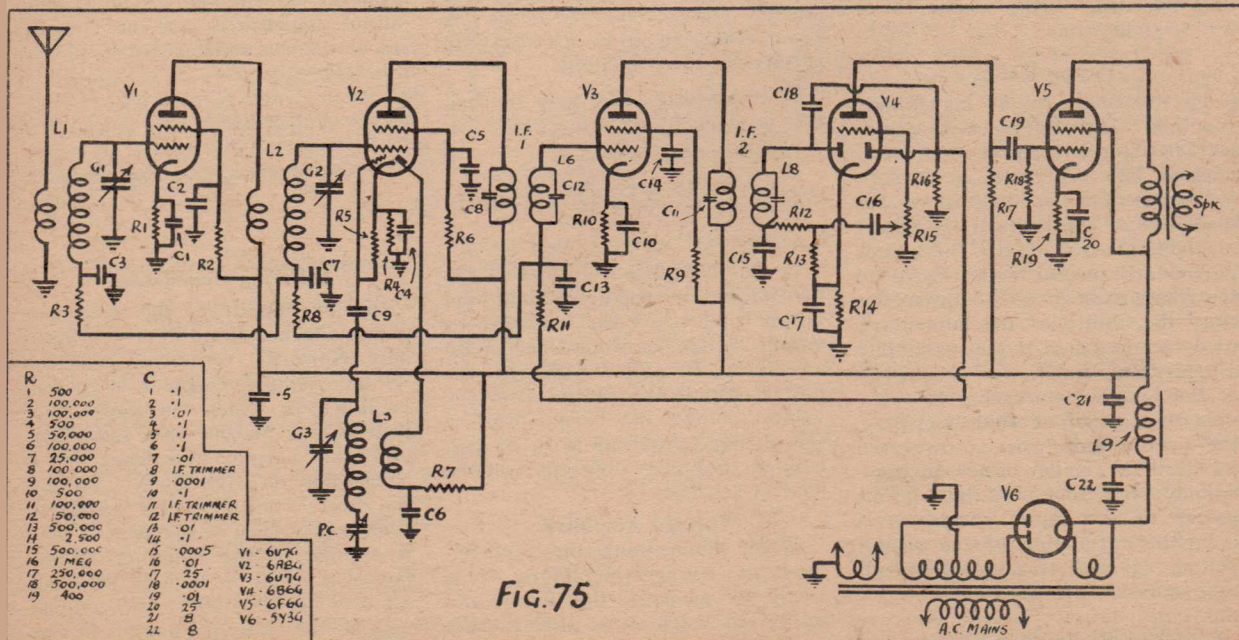 V1
V2
V3
C18
V4
V5
L1
G1
C2
R1
C1
R2
C3
R3
L2
G2
R5
R4
C4
C7
R8
C9
C5
R6
C8
I.F.
1
L6
C12
R10
C10
C14
C13
R11
I.F.
2
C11
R9
L8
R12
C16
R16
R15
C15
R13
C17
R14
C19
R18
R17
R19
C
20
Spk
·5
G3
L3
P.C.
R7
C6
C21
L9
C22
V6
A.C. MAINS
R C
1 500 1 ·1
2 100,000 2 ·1
3 100,000 3 ·01
4 500 4 ·1
5 50,000 5 ·1
6 100,000 6 ·1
7 25,000 7 ·01
8 100,000 8 I.F. TRIMMER
9 100,000 9 ·0001
10 500 10 ·1
11 100,000 11 I.F. TRIMMER
12 50,000 12 I.F. TRIMMER
13 500,000 13 ·01
14 2,500 14 ·1
15 500,000 15 ·0005 V1 - 6U7G
16 1 MEG 16 ·01 V2 - 6A8G
17 250,000 17 25 V3 - 6U7G
18 500,000 18 ·0001 V4 - 6B6G
19 400 19 ·01 V5 - 6F6G
20 25 V6 - 5Y3G
21 8
22 8
FIG. 75